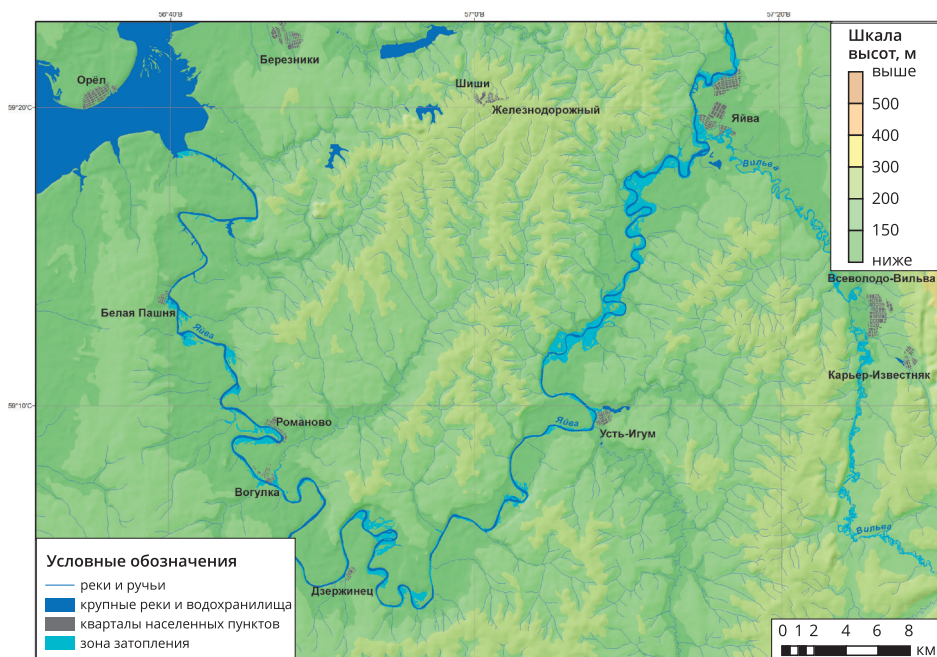 56°40'В
57°0'В
57°20'В
59°20'С
59°10'С
Березники
Орёл
Шиши
Железнодорожный
Яйва
Вильва
Всеволодо-Вильва
Карьер-Известняк
Белая Пашня
Яйва
Романово
Вогулка
Яйва
Усть-Игум
Дзержинец
Вильва
Шкала
высот, м
выше
500
400
300
200
150
ниже
Условные обозначения
реки и ручьи
крупные реки и водохранилища
кварталы населенных пунктов
зона затопления
0 1 2 4 6 8
КМ